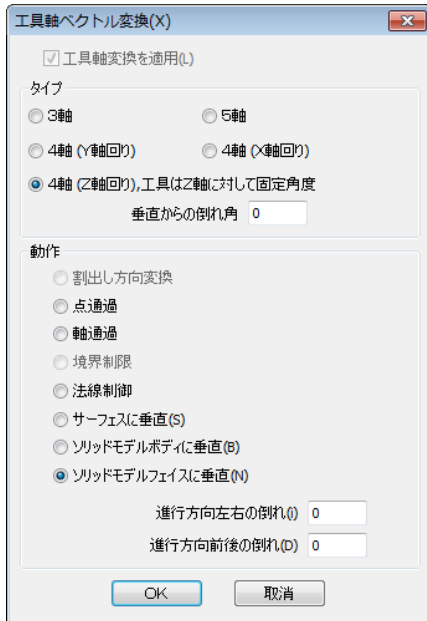 工具軸ベクトル変換(X)
工具軸変換を適用(L)
タイプ
3軸 5軸
4軸 (Y軸回り) 4軸 (X軸回り)
4軸 (Z軸回り),工具はZ軸に対して固定角度
垂直からの倒れ角 0
動作
割出し方向変換
点通過
軸通過
境界制限
法線制御
サーフェスに垂直(S)
ソリッドモデルボディに垂直(B)
ソリッドモデルフェイスに垂直(N)
進行方向左右の倒れ(i) 0
進行方向前後の倒れ(D) 0
OK 取消